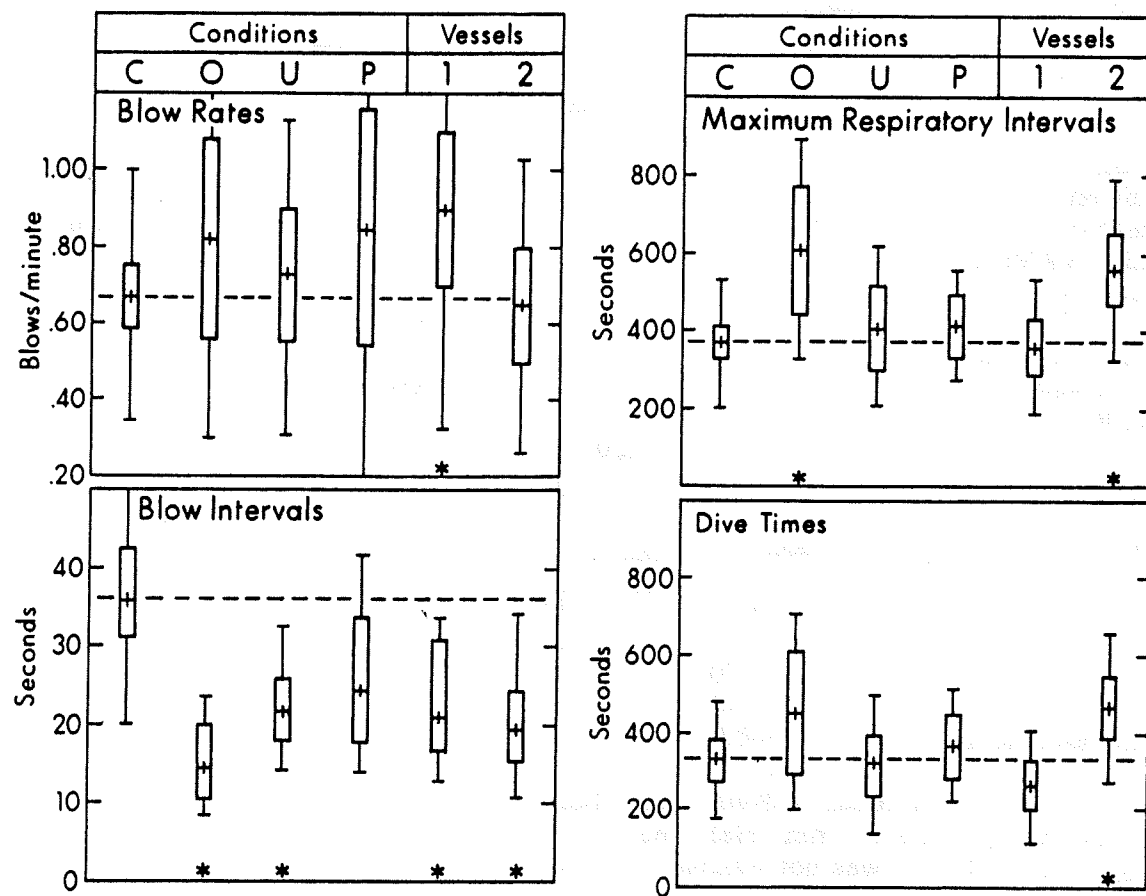 Conditions Vessels
C O U P 1 2
Blow Rates
Blows/minute
1.00
.80
.60
.40
.20
*
Blow Intervals
Seconds
40
30
20
10
0
* * * *
Conditions Vessels
C O U P 1 2
Maximum Respiratory Intervals
Seconds
800
600
400
200
* *
Dive Times
Seconds
800
600
400
200
0
*
was not